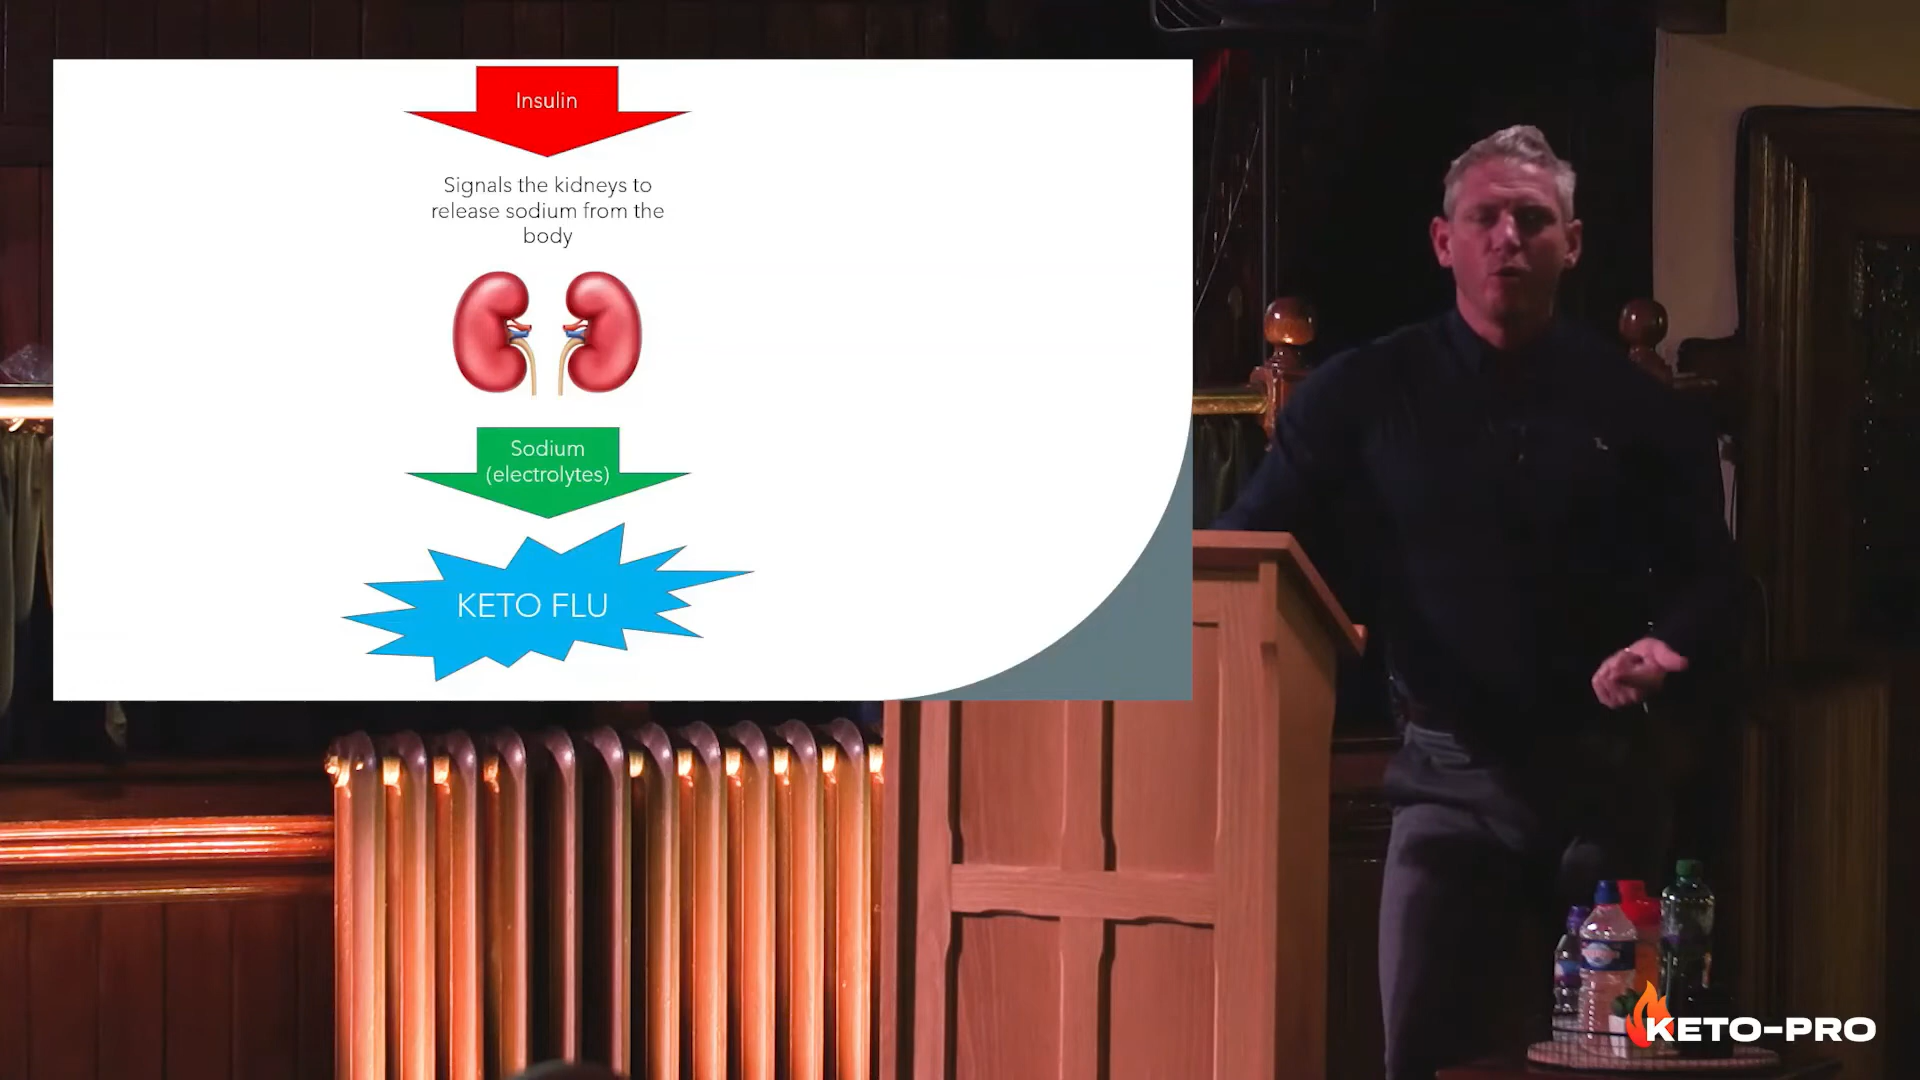 Insulin
Signals the kidneys to
release sodium from the
body
Sodium
(electrolytes)
KETO FLU
KETO-PRO